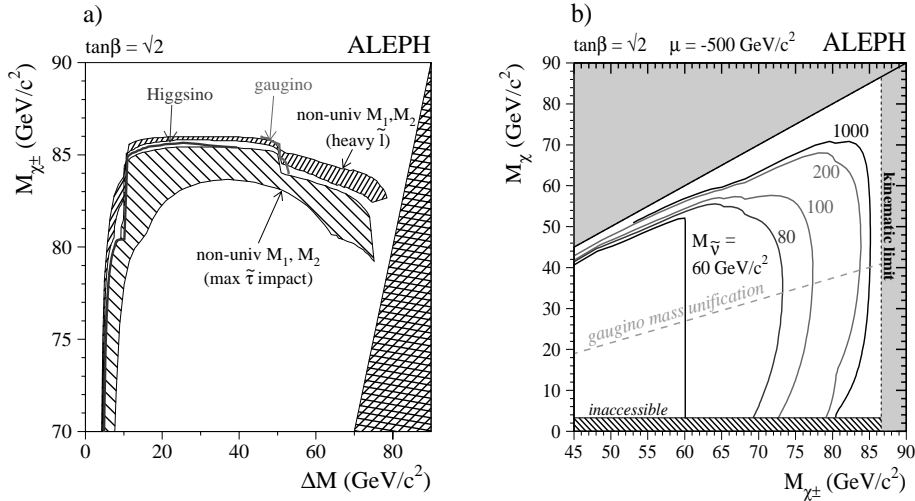 a)
tanβ = √2 ALEPH
M_χ± (GeV/c²)
90
85
80
75
70
Higgsino
gaugino
non-univ M₁,M₂
(heavy l̃)
non-univ M₁, M₂
(max τ̃ impact)
0 20 40 60 80
ΔM (GeV/c²)
b)
tanβ = √2 μ = -500 GeV/c² ALEPH
M_χ (GeV/c²)
90
80
70
60
50
40
30
20
10
0
1000
200
100
80
M_ν̃ =
60 GeV/c²
kinematic limit
gaugino mass unification
inaccessible
45 50 55 60 65 70 75 80 85 90
M_χ± (GeV/c²)